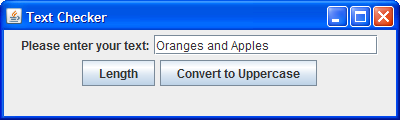 Text Checker
Please enter your text: Oranges and Apples
Length Convert to Uppercase